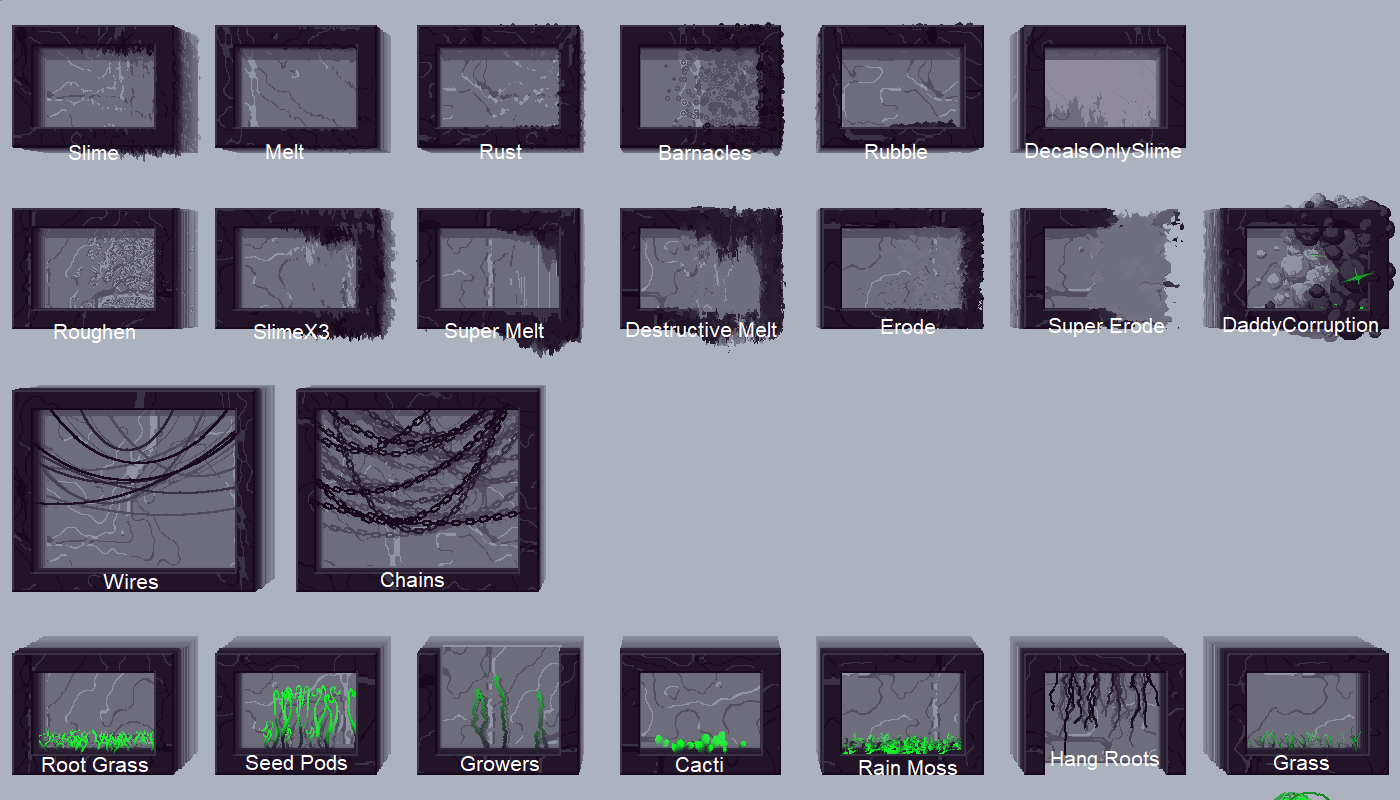 Slime
Melt
Rust
Barnacles
Rubble
DecalsOnlySlime
Roughen
SlimeX3
Super Melt
Destructive Melt
Erode
Super Erode
DaddyCorruption
Wires
Chains
Root Grass
Seed Pods
Growers
Cacti
Rain Moss
Hang Roots
Grass